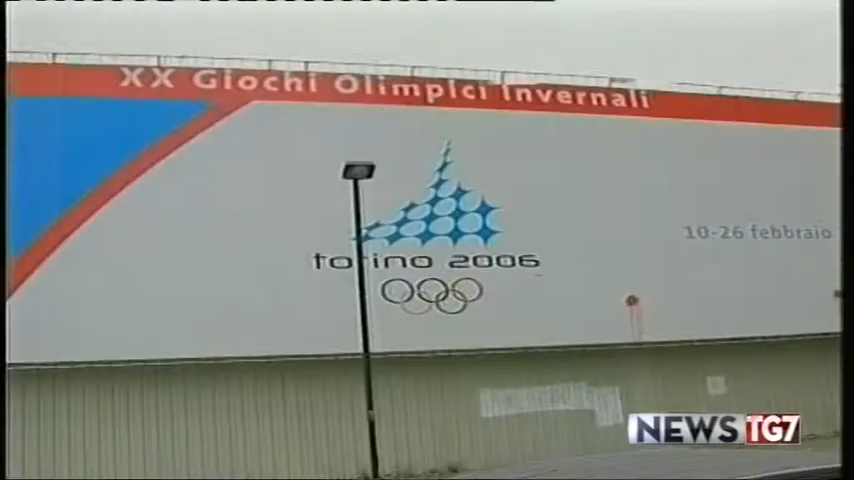 XX Giochi Olimpici Invernali
10-26 febbraio
torino 2006
NEWS TG7